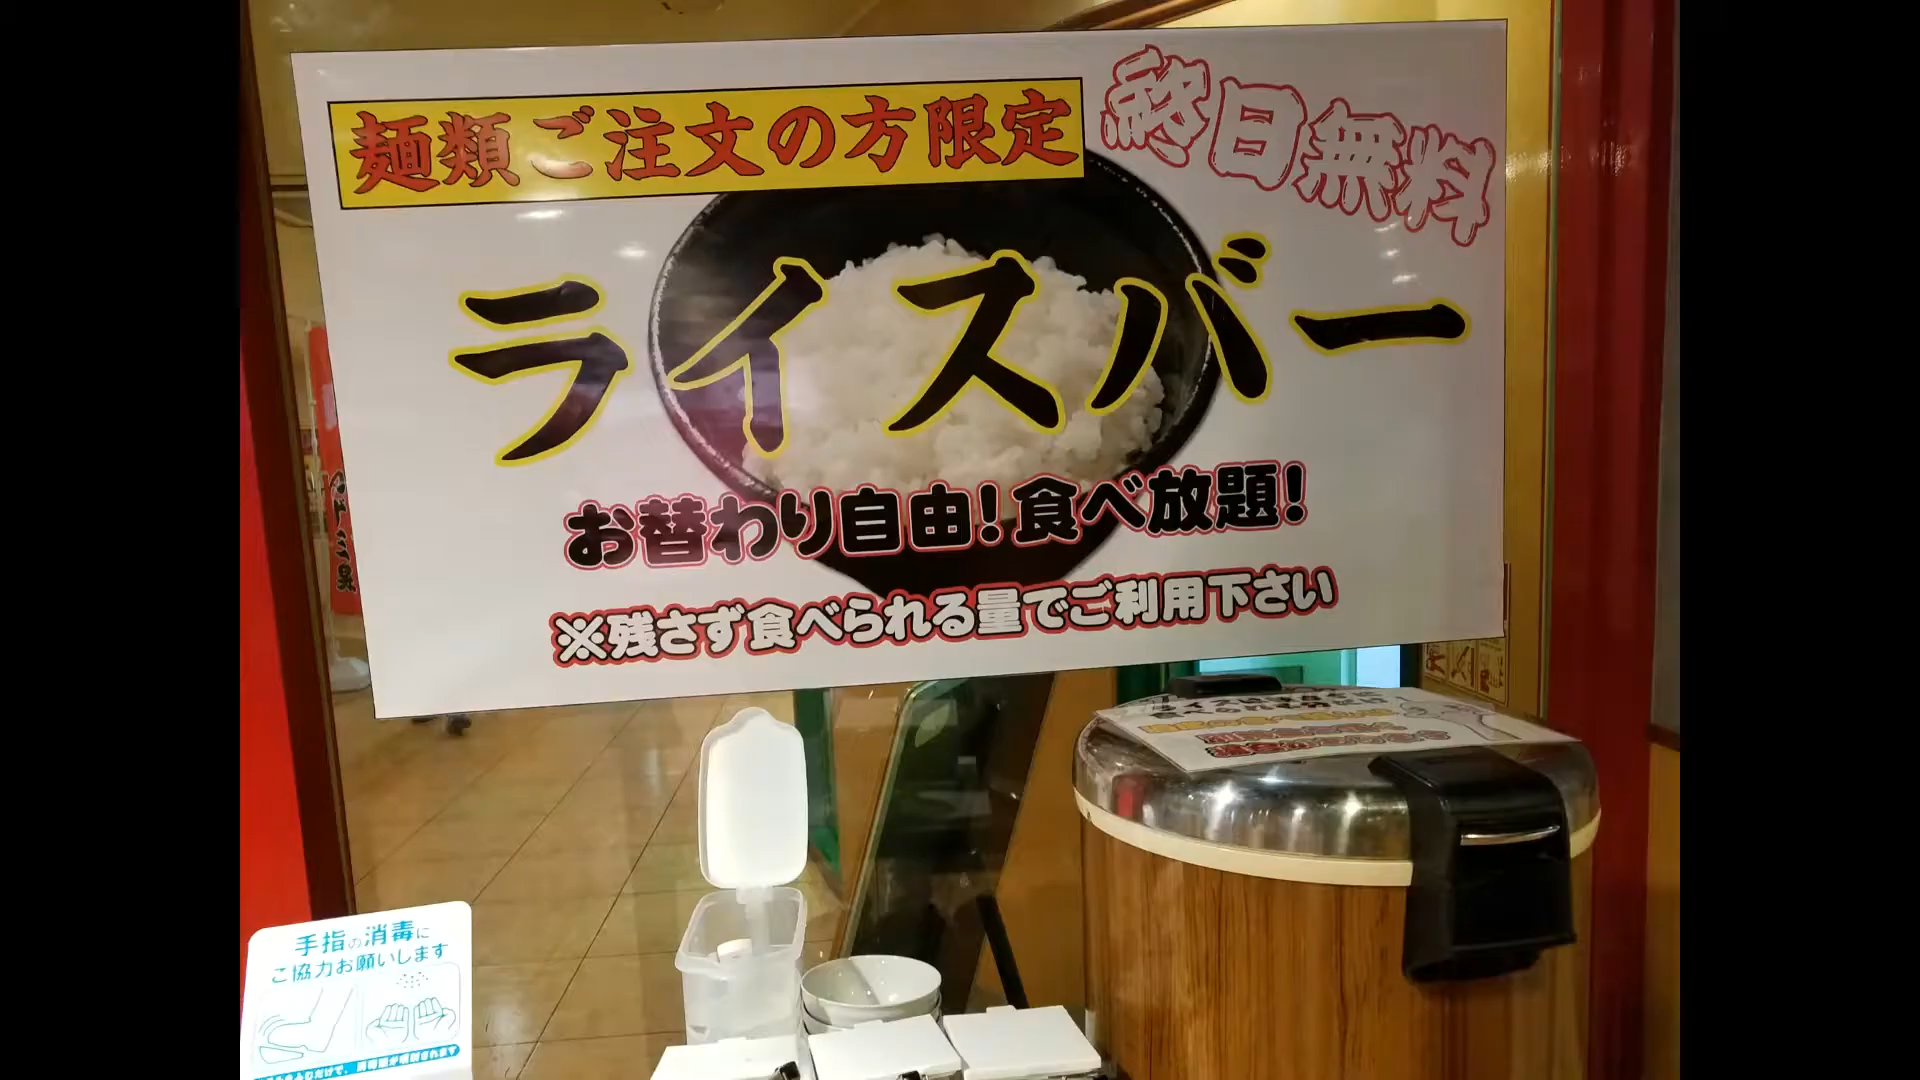 麺類ご注文の方限定
終日無料
ライスバー
お替わり自由!食べ放題!
※残さず食べられる量でご利用下さい
手指の消毒に
ご協力お願いします